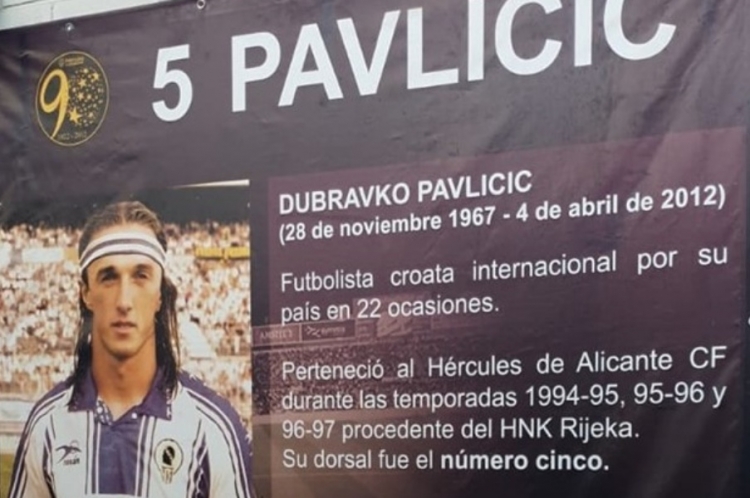 5 PAVLICIC
90
DUBRAVKO PAVLICIC
(28 de noviembre 1967 - 4 de abril de 2012)
Futbolista croata internacional por su
país en 22 ocasiones.
Perteneció al Hércules de Alicante CF
durante las temporadas 1994-95, 95-96 y
96-97 procedente del HNK Rijeka.
Su dorsal fue el número cinco.